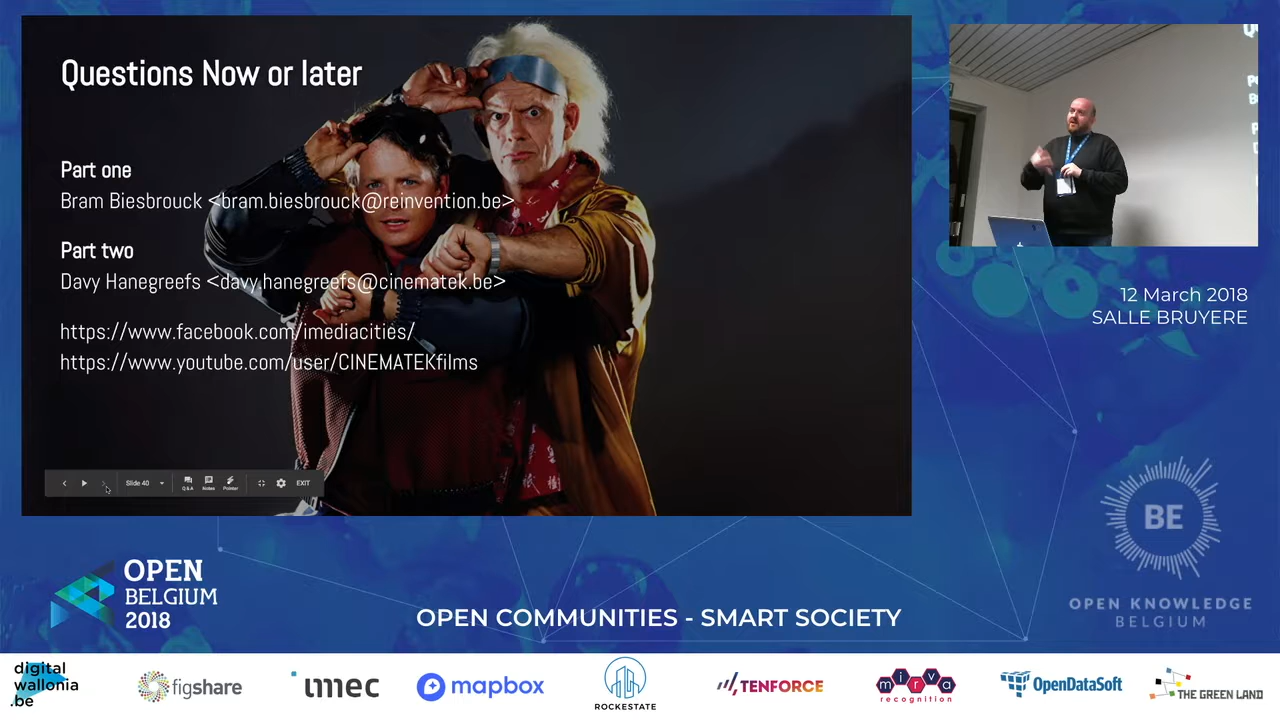 Questions Now or later
Part one
Bram Biesbrouck <bram.biesbrouck@reinvention.be>
Part two
Davy Hanegreefs <davy.hanegreefs@cinematek.be>
https://www.facebook.com/imediacities/
https://www.youtube.com/user/CINEMATEKfilms
Slide 40
Q&A
Notes
Pointer
EXIT
12 March 2018
SALLE BRUYERE
BE
OPEN KNOWLEDGE
BELGIUM
OPEN
BELGIUM
2018
OPEN COMMUNITIES - SMART SOCIETY
digital
wallonia
.be
figshare
imec
mapbox
ROCKESTATE
TENFORCE
mirva
recognition
OpenDataSoft
THE GREEN LAND